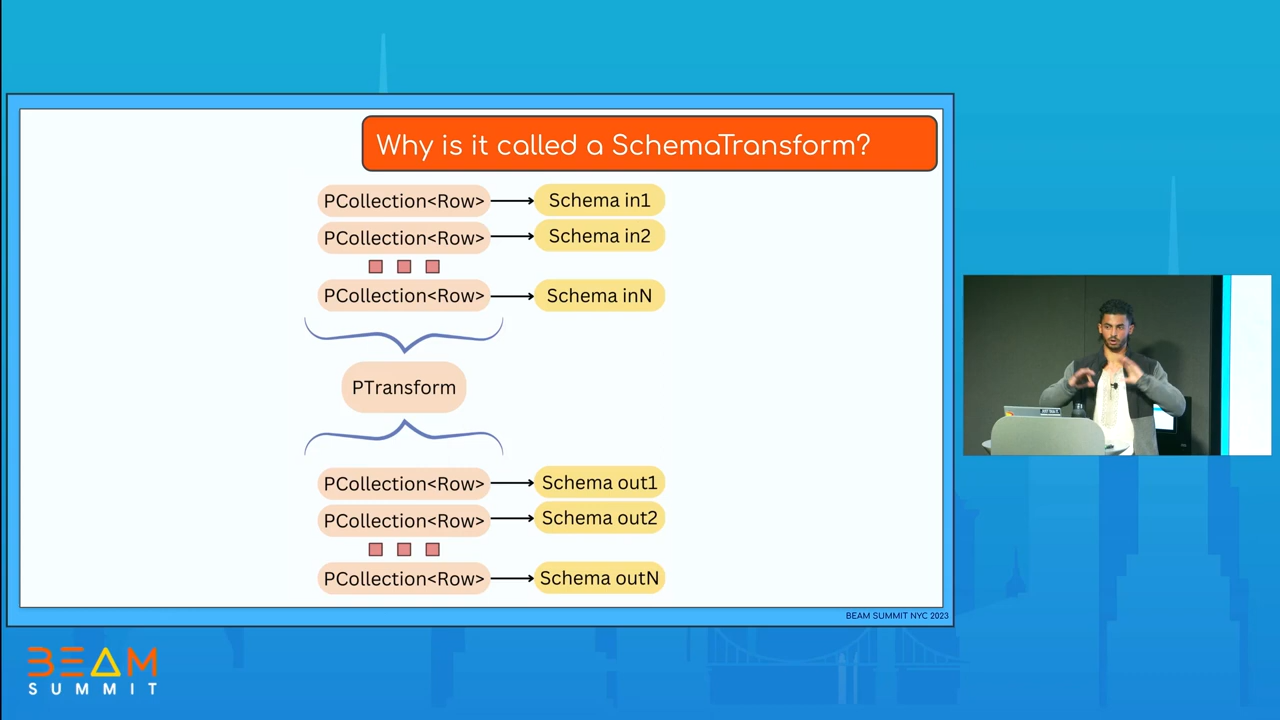 Why is it called a SchemaTransform?
PCollection<Row>
Schema in1
PCollection<Row>
Schema in2
PCollection<Row>
Schema inN
PTransform
PCollection<Row>
Schema out1
PCollection<Row>
Schema out2
PCollection<Row>
Schema outN
BEAM SUMMIT NYC 2023
BEAM
SUMMIT